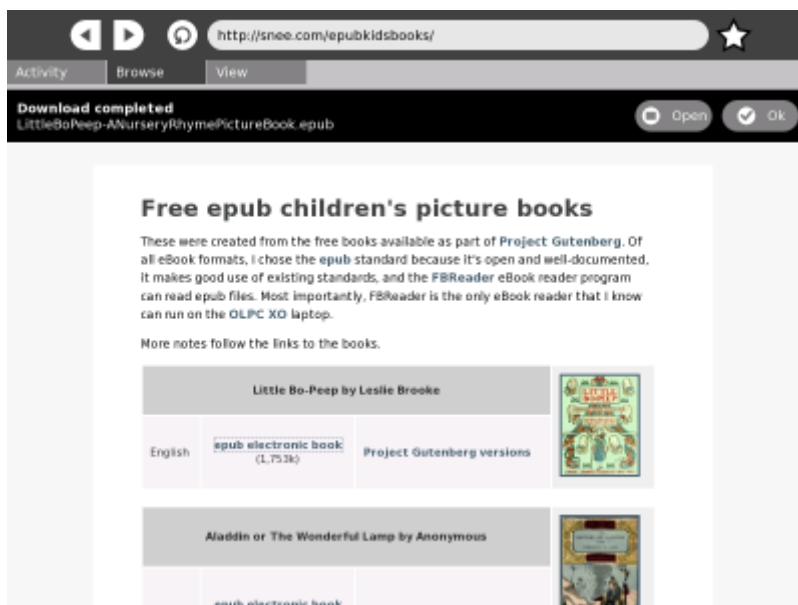 http://snee.com/epubkidsbooks/
Activity
Browse
View
Download completed
LittleBoPeep-ANurseryRhymePictureBook.epub
Open
Ok
Free epub children's picture books
These were created from the free books available as part of Project Gutenberg. Of
all eBook formats, I chose the epub standard because it's open and well-documented,
it makes good use of existing standards, and the FBReader eBook reader program
can read epub files. Most importantly, FBReader is the only eBook reader that I know
can run on the OLPC XO laptop.
More notes follow the links to the books.
Little Bo-Peep by Leslie Brooke
LITTLE
BOPEEP
English
epub electronic book
(1,753k)
Project Gutenberg versions
Aladdin or The Wonderful Lamp by Anonymous
epub electronic book